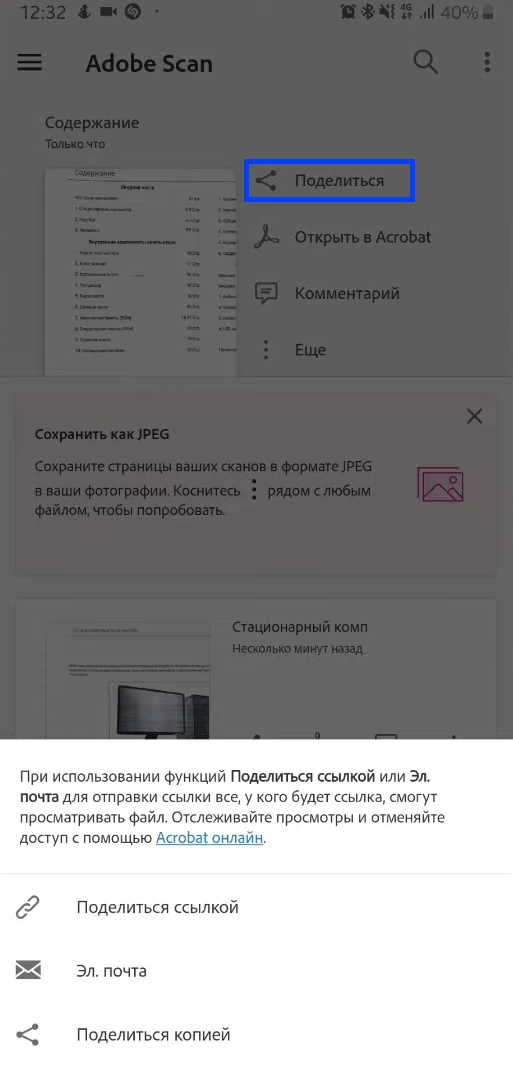 12:32
4G
40%
Adobe Scan
Содержание
Только что
Содержание
Поделиться
Открыть в Acrobat
Комментарий
Еще
Сохранить как JPEG
Сохраните страницы ваших сканов в формате JPEG
в ваши фотографии. Коснитесь рядом с любым
файлом, чтобы попробовать.
Стационарный комп
Несколько минут назад
При использовании функций Поделиться ссылкой или Эл.
почта для отправки ссылки все, у кого будет ссылка, смогут
просматривать файл. Отслеживайте просмотры и отменяйте
доступ с помощью Acrobat онлайн.
Поделиться ссылкой
Эл. почта
Поделиться копией